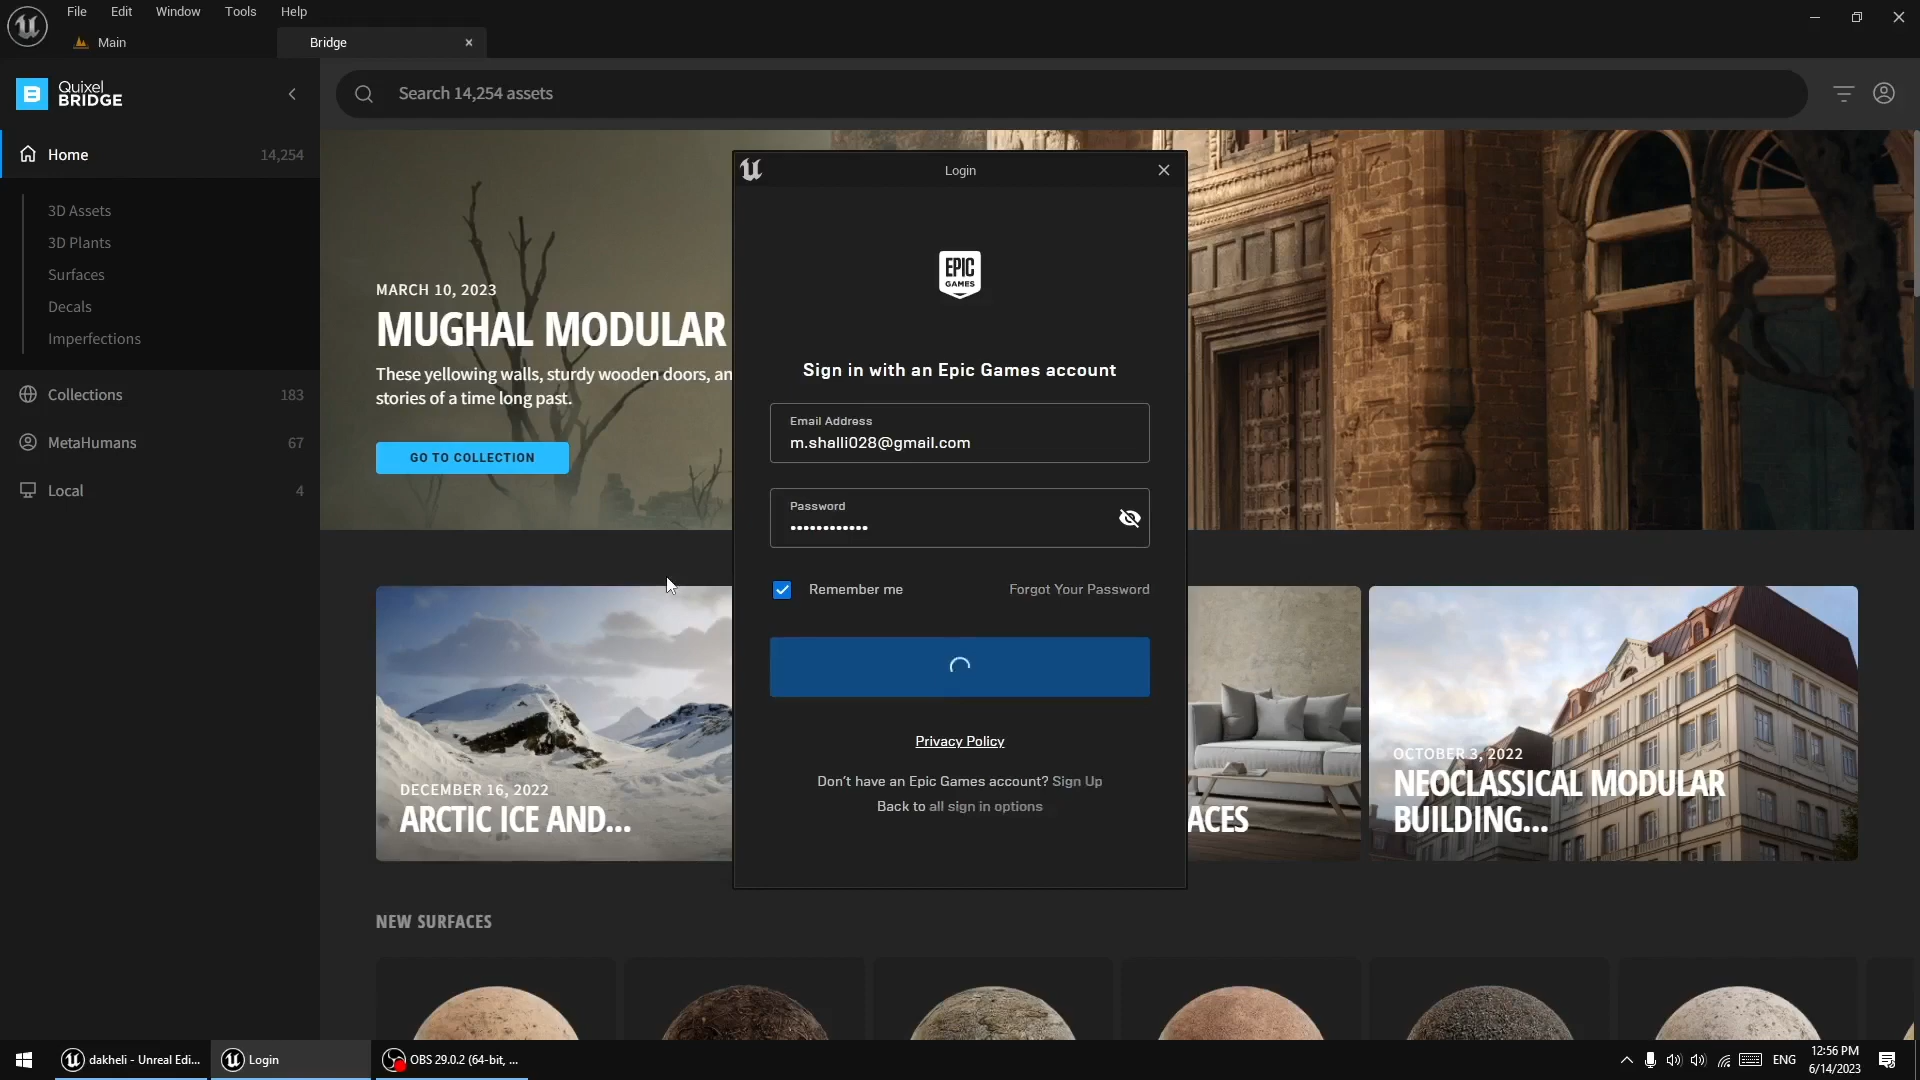 File Edit Window Tools Help
Main
Bridge
Quixel
BRIDGE
Search 14,254 assets
Home 14,254
3D Assets
3D Plants
Surfaces
Decals
Imperfections
Collections 183
MetaHumans 67
Local 4
MARCH 10, 2023
MUGHAL MODULAR
These yellowing walls, sturdy wooden doors, an
stories of a time long past.
GO TO COLLECTION
Login
EPIC
GAMES
Sign in with an Epic Games account
Email Address
m.shalli028@gmail.com
Password
••••••••••••
Remember me
Forgot Your Password
Privacy Policy
Don't have an Epic Games account? Sign Up
Back to all sign in options
DECEMBER 16, 2022
ARCTIC ICE AND...
ACES
OCTOBER 3, 2022
NEOCLASSICAL MODULAR
BUILDING...
NEW SURFACES
dakheli - Unreal Edi...
Login
OBS 29.0.2 (64-bit, ...
ENG
12:56 PM
6/14/2023